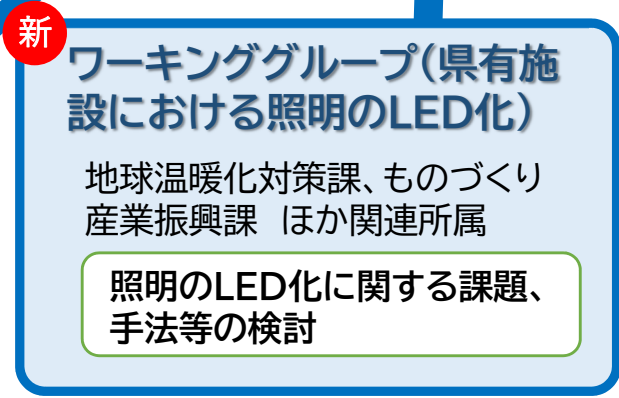 新
ワーキンググループ(県有施
設における照明のLED化)
地球温暖化対策課、ものづくり
産業振興課　ほか関連所属
照明のLED化に関する課題、
手法等の検討